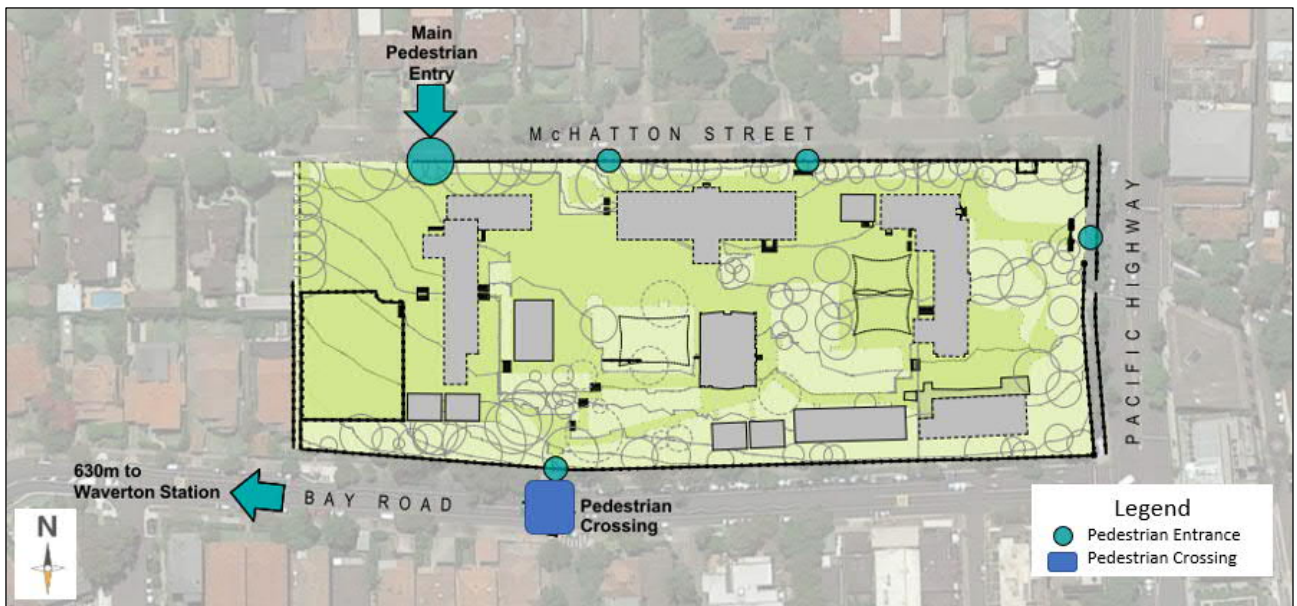 Main
Pedestrian
Entry
McHATTON STREET
PACIFIC HIGHWAY
630m to
Waverton Station
BAY ROAD
Pedestrian
Crossing
N
Legend
Pedestrian Entrance
Pedestrian Crossing